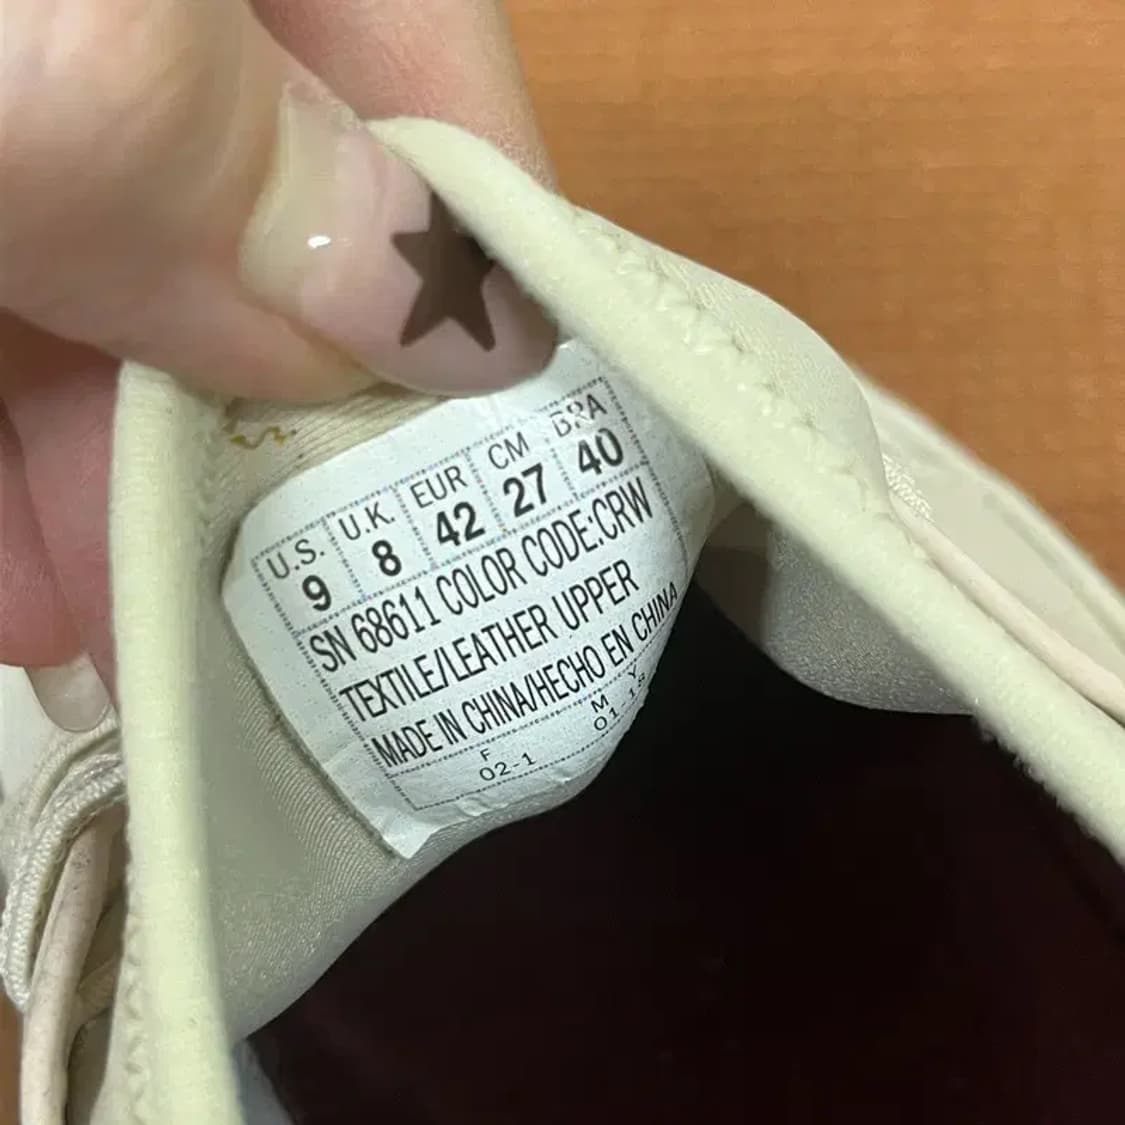 U.S. U.K. EUR CM BRA
9 8 42 27 40
SN 68611 COLOR CODE:CRW
TEXTILE/LEATHER UPPER
MADE IN CHINA/HECHO EN CHINA
F M Y
02-1 01-18